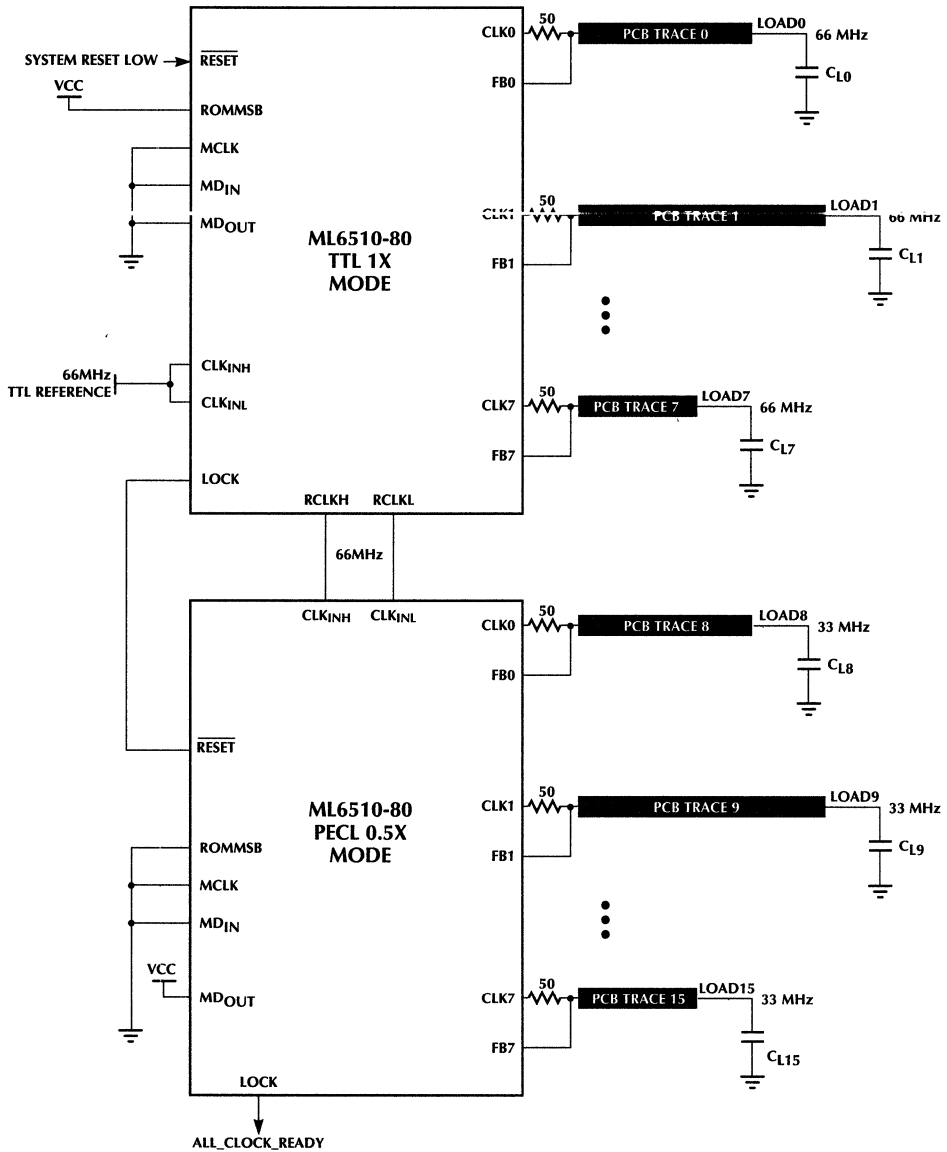 CLK0
50
PCB TRACE 0
LOAD0
66 MHz
SYSTEM RESET LOW
RESET
CL0
VCC
FB0
ROMMSB
MCLK
MDIN
50
CLK1
PCB TRACE 1
LOAD1
66 MHz
MDOUT
ML6510-80
TTL 1X
MODE
CL1
FB1
CLKINH
66MHz
TTL REFERENCE
CLKINL
50
CLK7
PCB TRACE 7
LOAD7
66 MHz
CL7
FB7
LOCK
RCLKH
RCLKL
66MHz
CLKINH
CLKINL
CLK0
50
PCB TRACE 8
LOAD8
33 MHz
CL8
FB0
RESET
ML6510-80
PECL 0.5X
MODE
CLK1
50
PCB TRACE 9
LOAD9
33 MHz
CL9
FB1
ROMMSB
MCLK
MDIN
VCC
MDOUT
CLK7
50
PCB TRACE 15
LOAD15
33 MHz
CL15
FB7
LOCK
ALL_CLOCK_READY